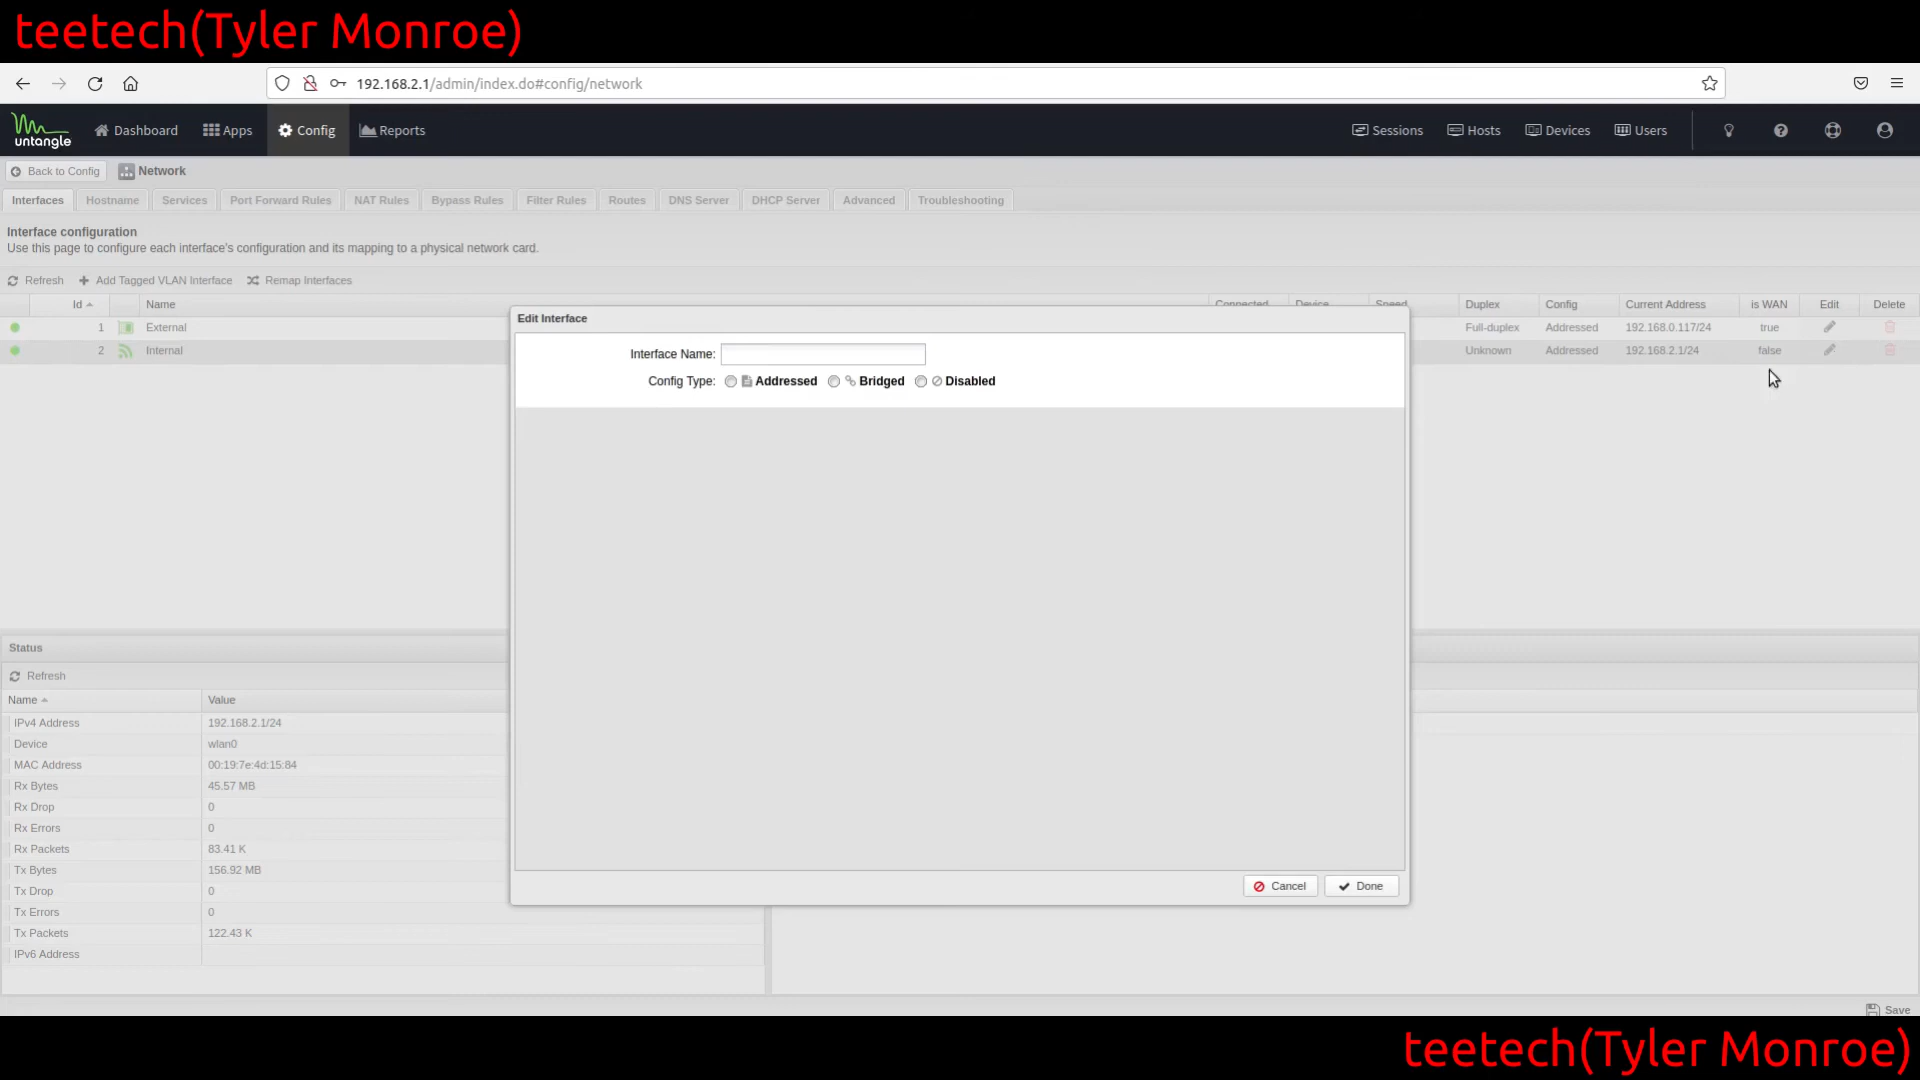 teetech(Tyler Monroe)
192.168.2.1/admin/index.do#config/network
untangle
Dashboard Apps Config Reports Sessions Hosts Devices Users
Back to Config Network
Interfaces Hostname Services Port Forward Rules NAT Rules Bypass Rules Filter Rules Routes DNS Server DHCP Server Advanced Troubleshooting
Interface configuration
Use this page to configure each interface's configuration and its mapping to a physical network card.
Refresh Add Tagged VLAN Interface Remap Interfaces
Id Name Connected Device Speed Duplex Config Current Address is WAN Edit Delete
1 External Full-duplex Addressed 192.168.0.117/24 true
2 Internal Unknown Addressed 192.168.2.1/24 false
Edit Interface
Interface Name:
Config Type: Addressed Bridged Disabled
Cancel Done
Status
Refresh
Name Value
IPv4 Address 192.168.2.1/24
Device wlan0
MAC Address 00:19:7e:4d:15:84
Rx Bytes 45.57 MB
Rx Drop 0
Rx Errors 0
Rx Packets 83.41 K
Tx Bytes 156.92 MB
Tx Drop 0
Tx Errors 0
Tx Packets 122.43 K
IPv6 Address
Save
teetech(Tyler Monroe)